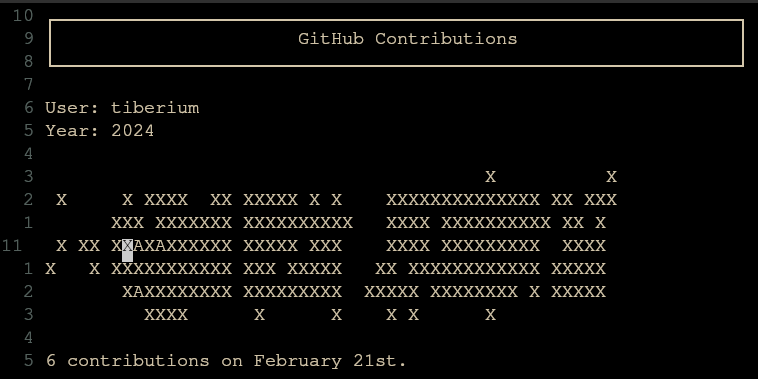 10
9 GitHub Contributions
8
7
6 User: tiberium
5 Year: 2024
4
3                                         X          X
2  X     X XXXX  XX XXXXX X X    XXXXXXXXXXXXXX XX XXX
1       XXX XXXXXXX XXXXXXXXXX   XXXX XXXXXXXXXX XX X
11  X XX XXAXAXXXXXX XXXXX XXX    XXXX XXXXXXXXX  XXXX
1 X   X XXXXXXXXXXX XXX XXXXX   XX XXXXXXXXXXXX XXXXX
2        XAXXXXXXXX XXXXXXXXX  XXXXX XXXXXXXX X XXXXX
3          XXXX      X      X    X X      X
4
5 6 contributions on February 21st.